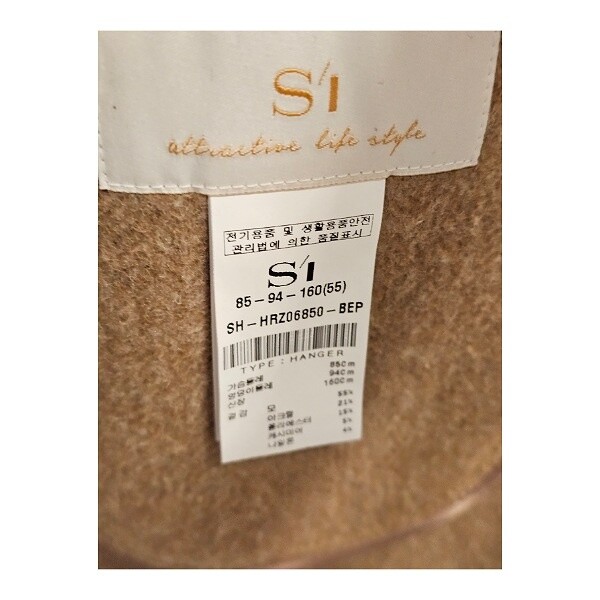 S/I
attractive life style
전기용품 및 생활용품안전
관리법에 의한 품질표시
S/I
85-94-160(55)
SH-HRZ06850-BEP
TYPE : HANGER
가슴둘레 85cm
엉덩이둘레 94cm
신장 160cm
겉감 모 55%
아크릴 21%
폴리에스터 15%
캐시미어 5%
나일론